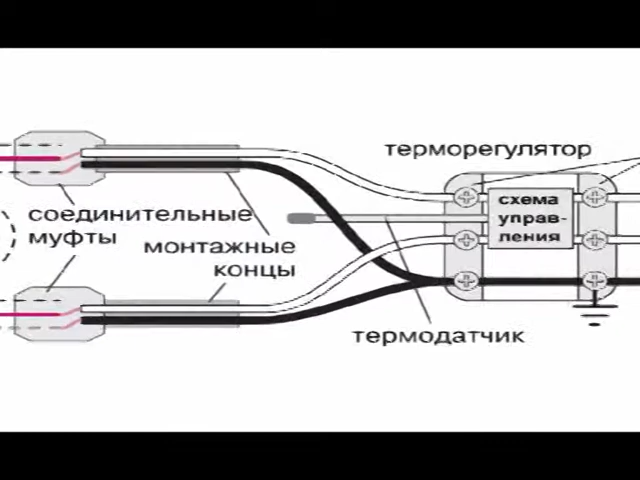 терморегулятор
схема
управ-
ления
соединительные
муфты
монтажные
концы
термодатчик